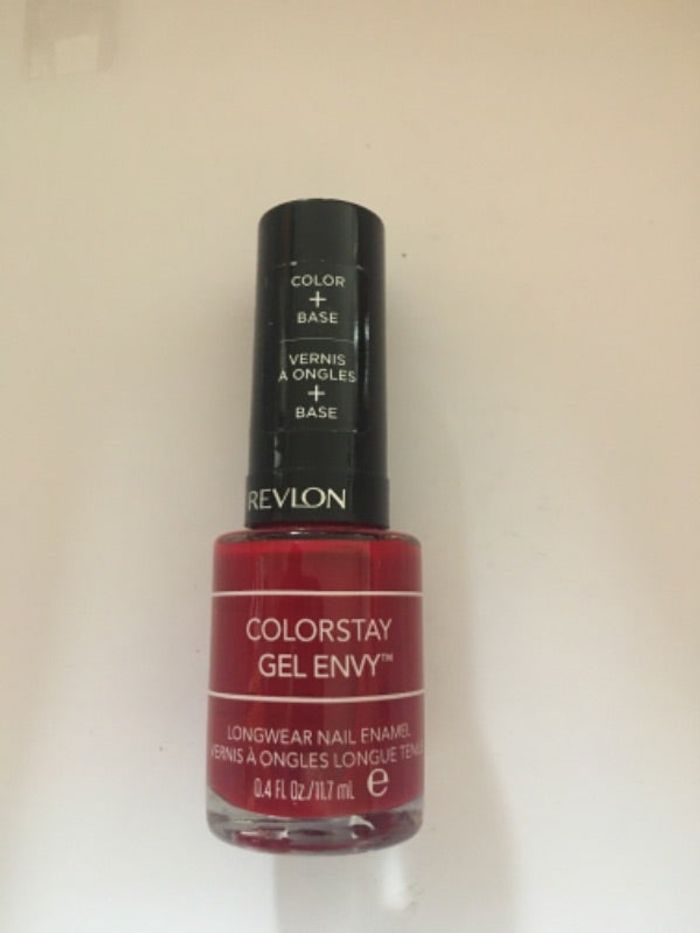 COLOR
+
BASE
VERNIS
À ONGLES
+
BASE
REVLON
COLORSTAY
GEL ENVY™
LONGWEAR NAIL ENAMEL
VERNIS À ONGLES LONGUE TENUE
0.4 FL Oz./11.7 mL e